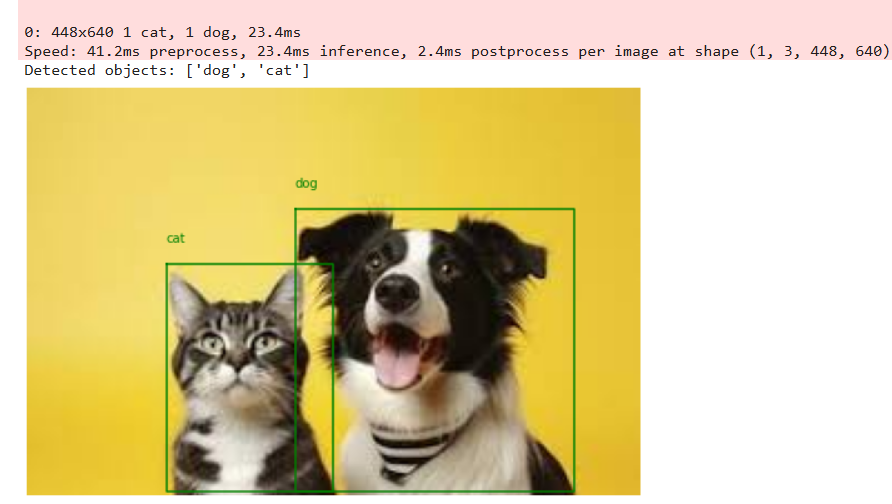 0: 448x640 1 cat, 1 dog, 23.4ms
Speed: 41.2ms preprocess, 23.4ms inference, 2.4ms postprocess per image at shape (1, 3, 448, 640)
Detected objects: ['dog', 'cat']
dog
cat